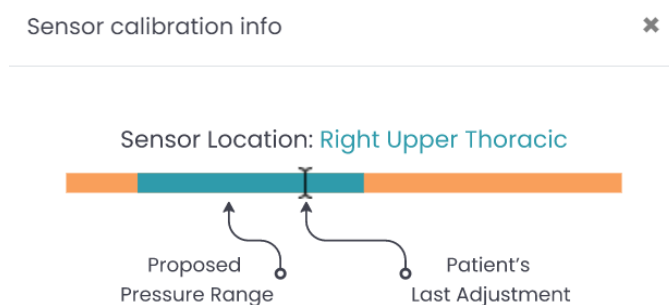 Sensor calibration info
Sensor Location: Right Upper Thoracic
Proposed
Pressure Range
Patient's
Last Adjustment